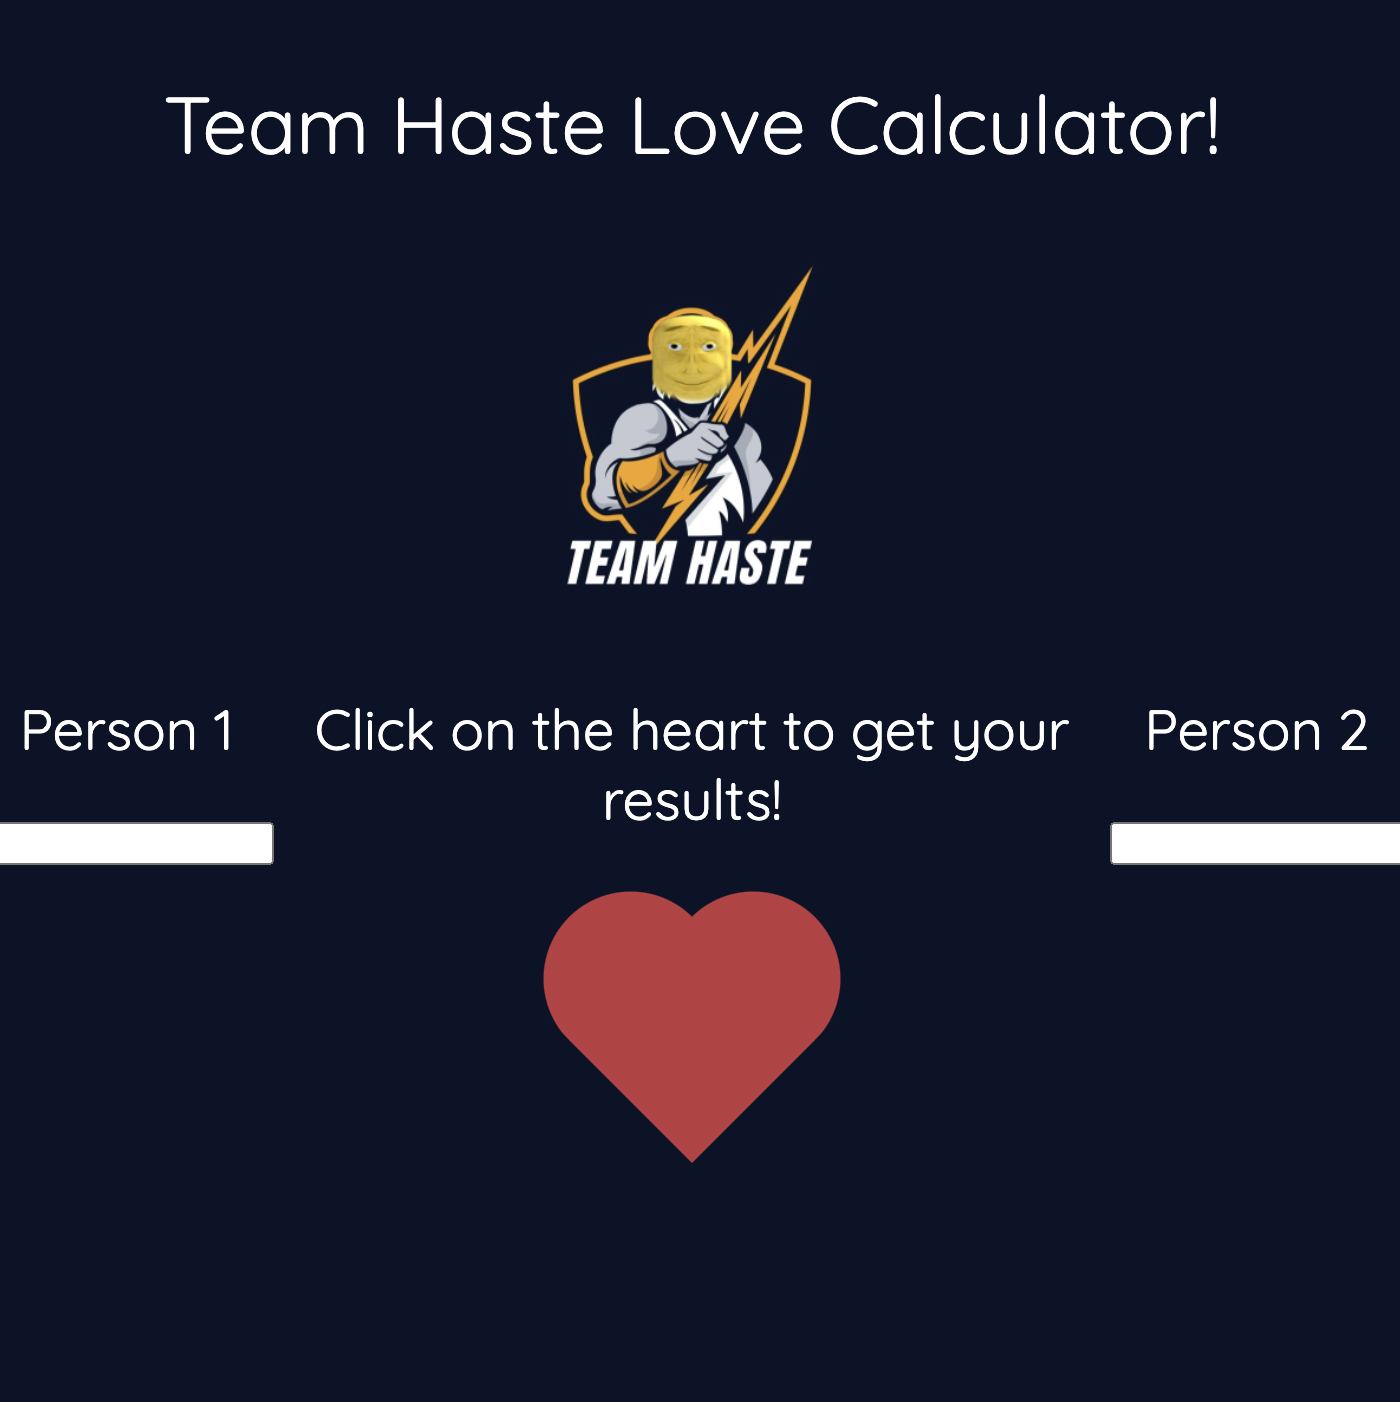 Team Haste Love Calculator!
TEAM HASTE
Person 1
Click on the heart to get your
results!
Person 2